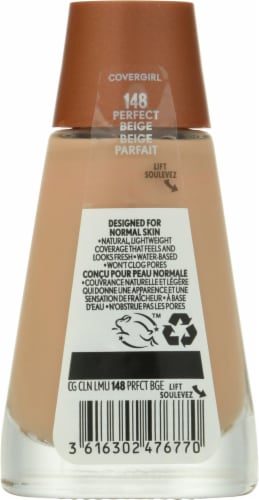 COVERGIRL
148
PERFECT
BEIGE
BEIGE
PARFAIT
LIFT
SOULEVEZ
DESIGNED FOR
NORMAL SKIN
•NATURAL, LIGHTWEIGHT
COVERAGE THAT FEELS AND
LOOKS FRESH •WATER-BASED
•WON'T CLOG PORES
CONÇU POUR PEAU NORMALE
•COUVRANCE NATURELLE ET LÉGÈRE
QUI DONNE UNE APPARENCE ET UNE
SENSATION DE FRAÎCHEUR •À BASE
D'EAU •N'OBSTRUE PAS LES PORES
TM
CG CLN LMU 148 PRFCT BGE LIFT
SOULEVEZ
3 616302 476770